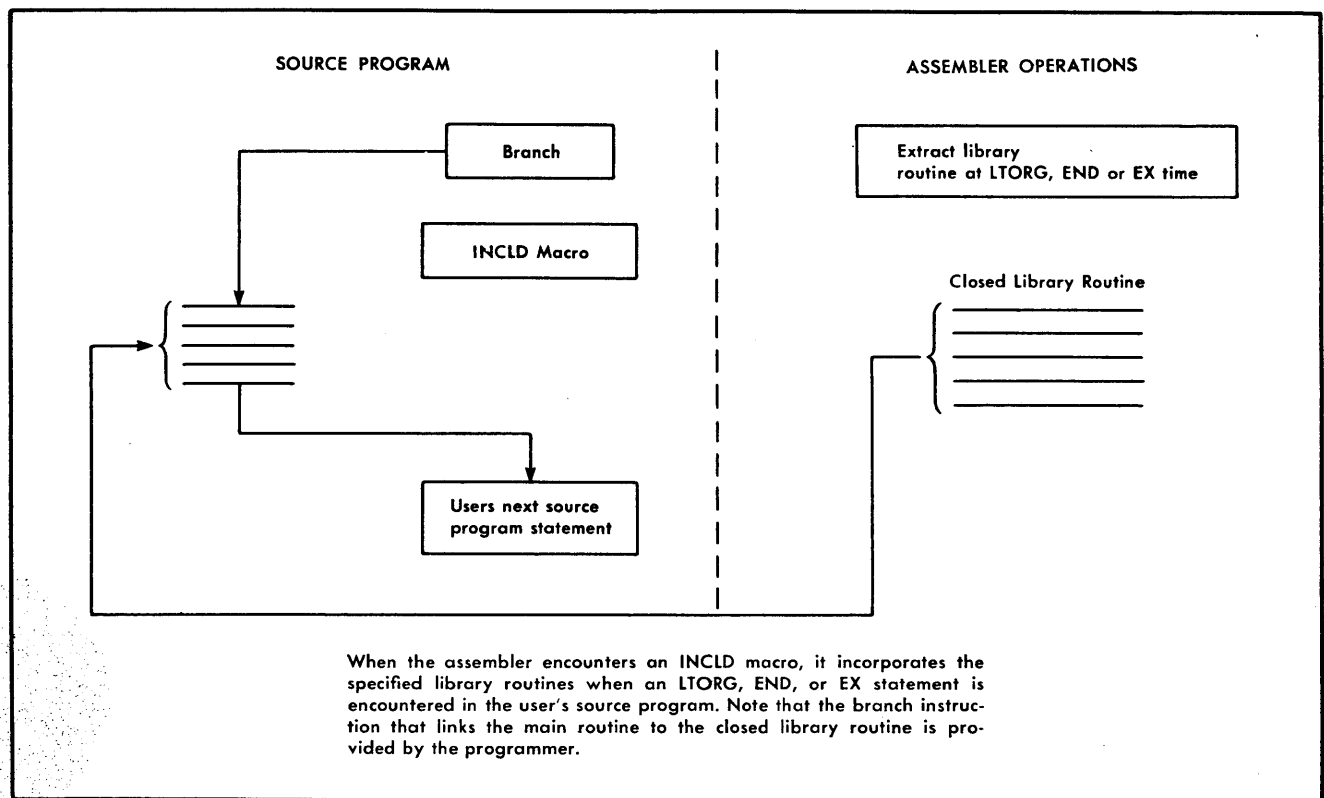 SOURCE PROGRAM
ASSEMBLER OPERATIONS
Branch
Extract library
routine at LTORG, END or EX time
INCLD Macro
Closed Library Routine
Users next source
program statement
When the assembler encounters an INCLD macro, it incorporates the
specified library routines when an LTORG, END, or EX statement is
encountered in the user's source program. Note that the branch instruc-
tion that links the main routine to the closed library routine is pro-
vided by the programmer.